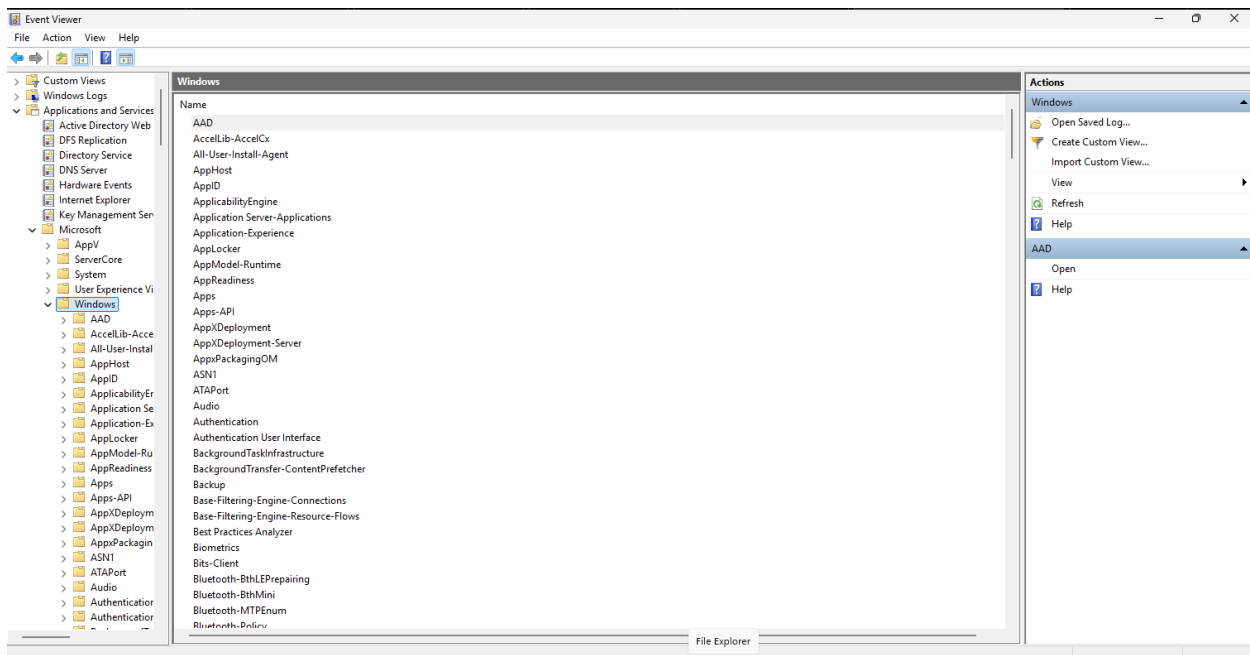 Event Viewer
File Action View Help
Custom Views
Windows Logs
Applications and Services
Active Directory Web
DFS Replication
Directory Service
DNS Server
Hardware Events
Internet Explorer
Key Management Ser
Microsoft
AppV
ServerCore
System
User Experience Vi
Windows
AAD
AccelLib-Acce
All-User-Instal
AppHost
AppID
ApplicabilityEr
Application Se
Application-Ex
AppLocker
AppModel-Ru
AppReadiness
Apps
Apps-API
AppXDeploym
AppXDeploym
AppxPackagin
ASN1
ATAPort
Audio
Authentication
Authentication
Windows
Name
AAD
AccelLib-AccelCx
All-User-Install-Agent
AppHost
AppID
ApplicabilityEngine
Application Server-Applications
Application-Experience
AppLocker
AppModel-Runtime
AppReadiness
Apps
Apps-API
AppXDeployment
AppXDeployment-Server
AppxPackagingOM
ASN1
ATAPort
Audio
Authentication
Authentication User Interface
BackgroundTaskInfrastructure
BackgroundTransfer-ContentPrefetcher
Backup
Base-Filtering-Engine-Connections
Base-Filtering-Engine-Resource-Flows
Best Practices Analyzer
Biometrics
Bits-Client
Bluetooth-BthLEPrepairing
Bluetooth-BthMini
Bluetooth-MTPEnum
Bluetooth-Policy
File Explorer
Actions
Windows
Open Saved Log...
Create Custom View...
Import Custom View...
View
Refresh
Help
AAD
Open
Help